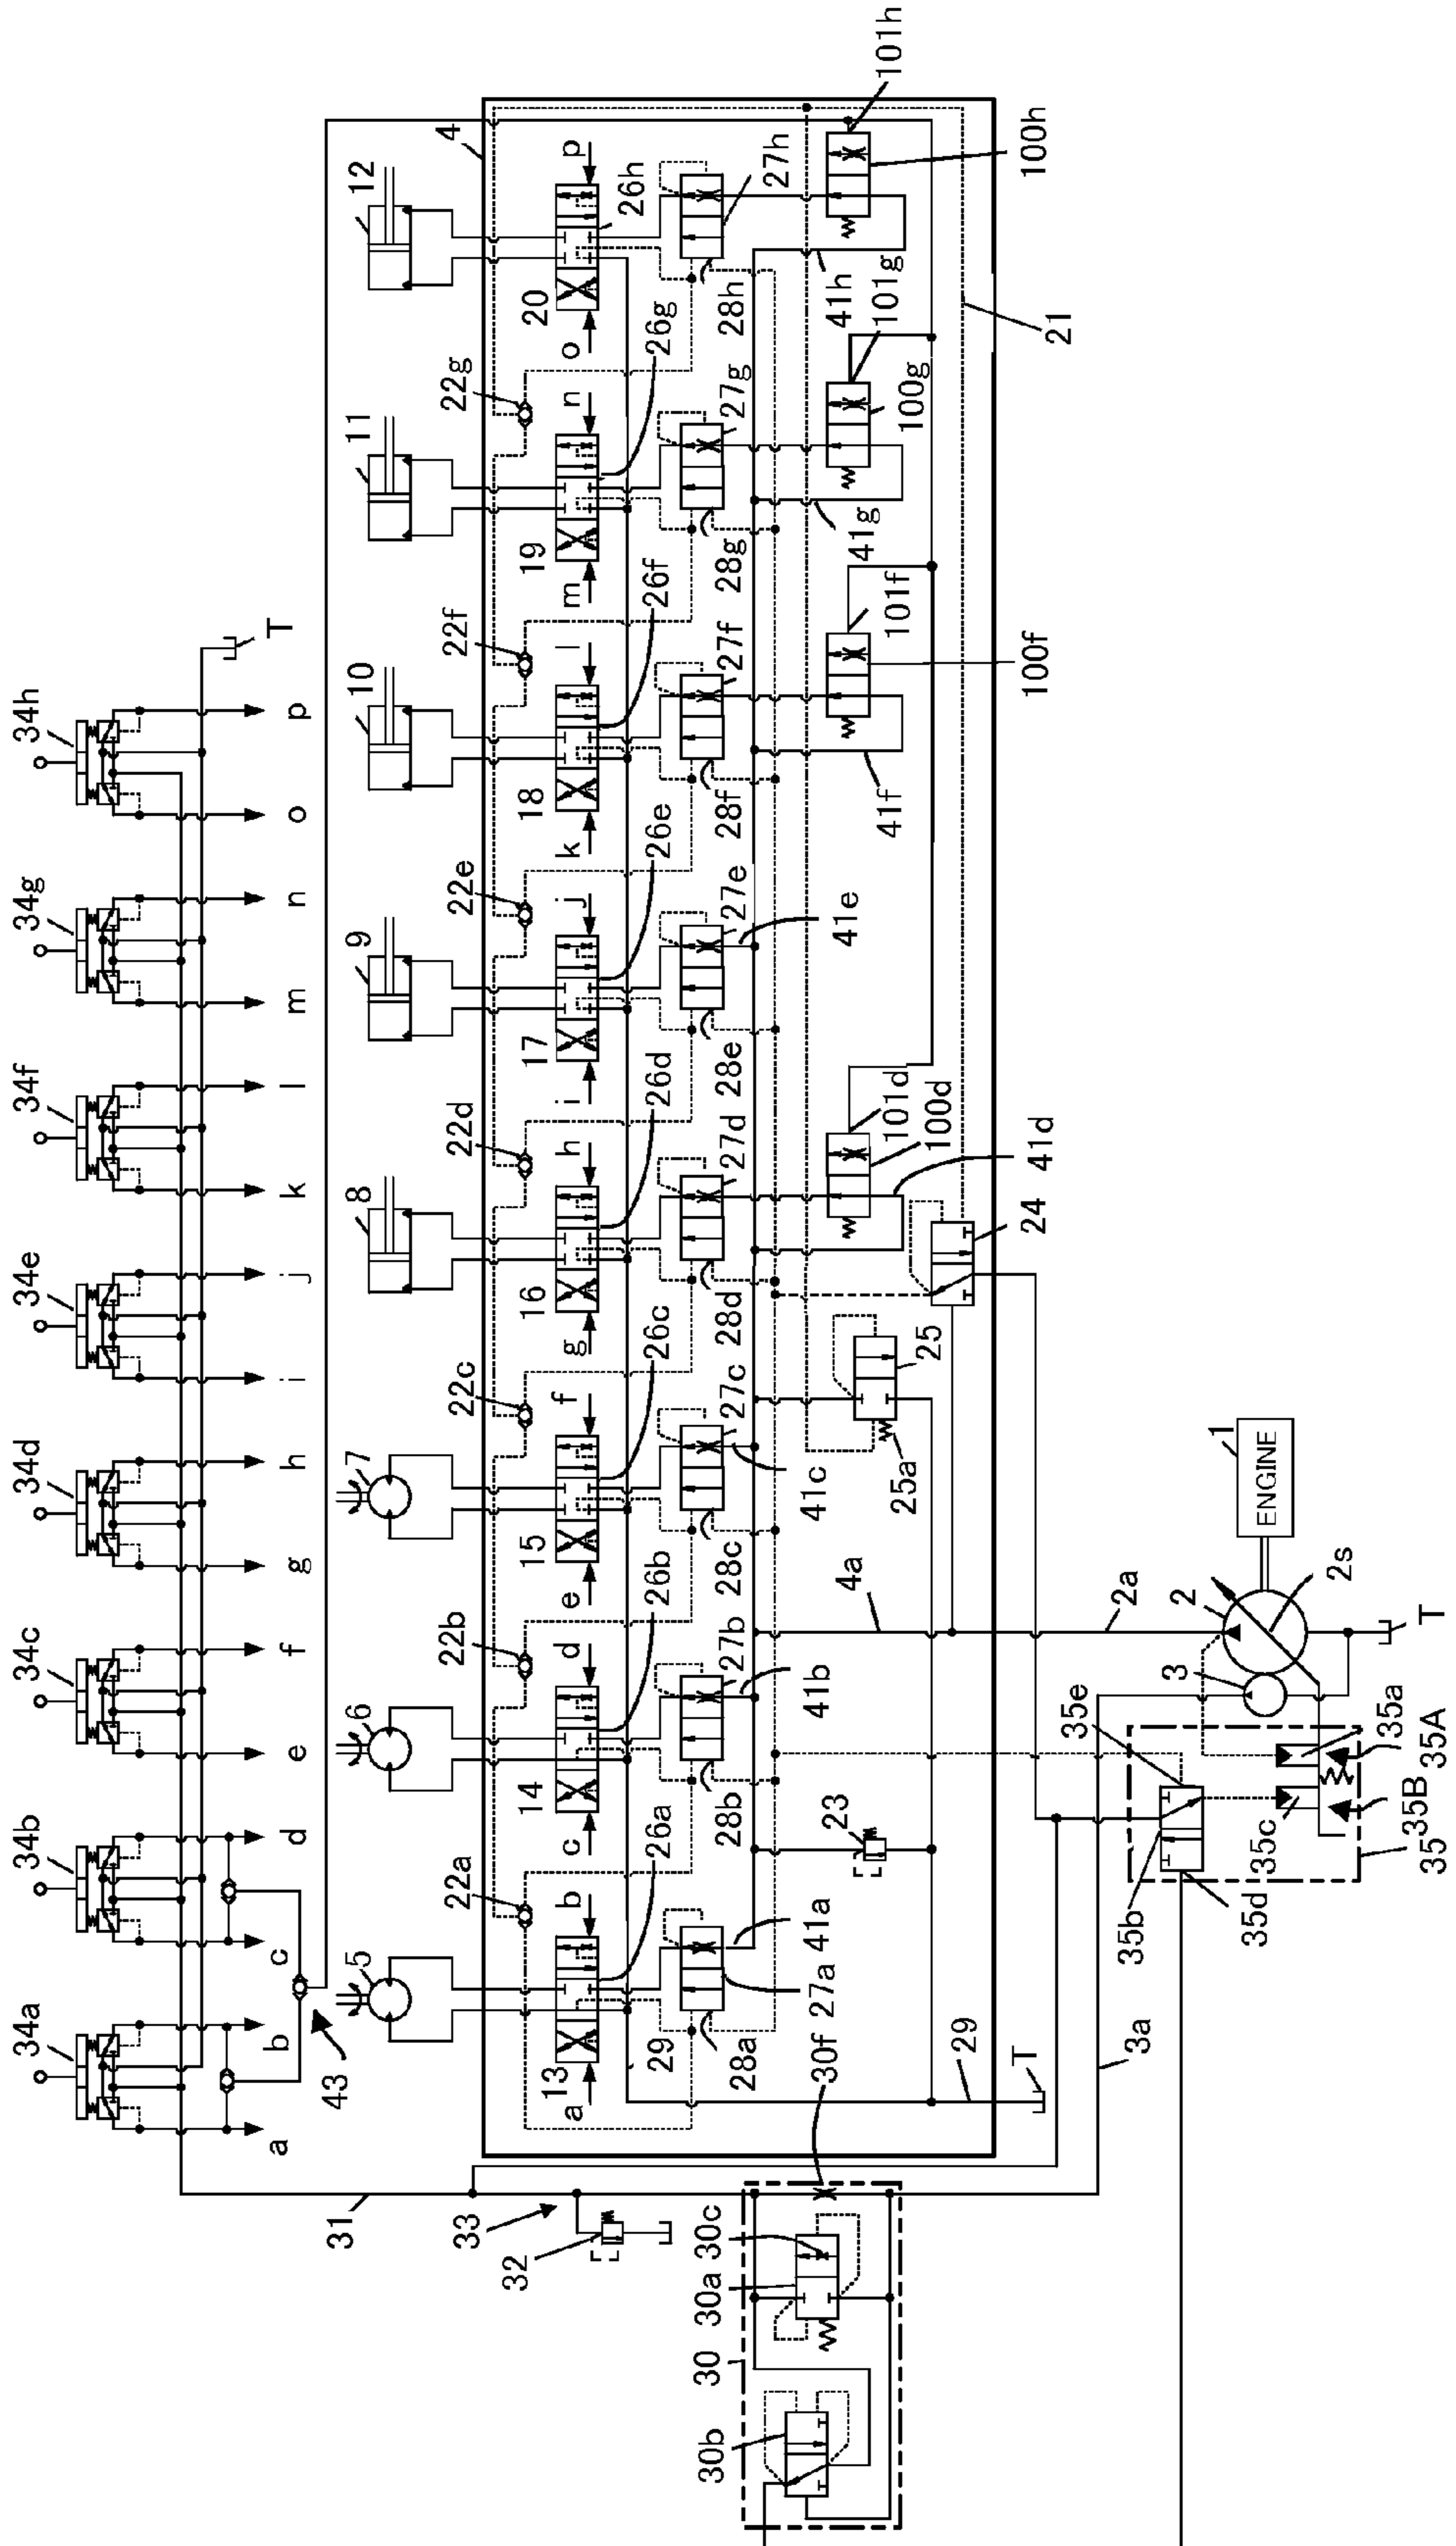 34a
34b
34c
34d
34e
34f
34g
34h
T
a
b
c
d
e
f
g
h
i
j
k
l
m
n
o
p
43
5
6
7
8
9
10
11
12
4
22a
22b
22c
22d
22e
22f
22g
a
13
b
c
14
d
e
15
f
g
16
h
i
17
j
k
18
l
m
19
n
o
20
p
29
26a
26b
26c
26d
26e
26f
26g
26h
28a
27a
41a
28b
27b
41b
28c
27c
41c
28d
27d
28e
27e
41e
28f
27f
41f
28g
27g
41g
28h
27h
41h
23
4a
25a
25
24
41d
100d
101d
100f
101f
100g
101g
100h
101h
21
29
T
31
33
32
30
30a
30b
30c
30f
3a
2a
3
2
2s
1
ENGINE
T
35
35A
35B
35a
35b
35c
35d
35e